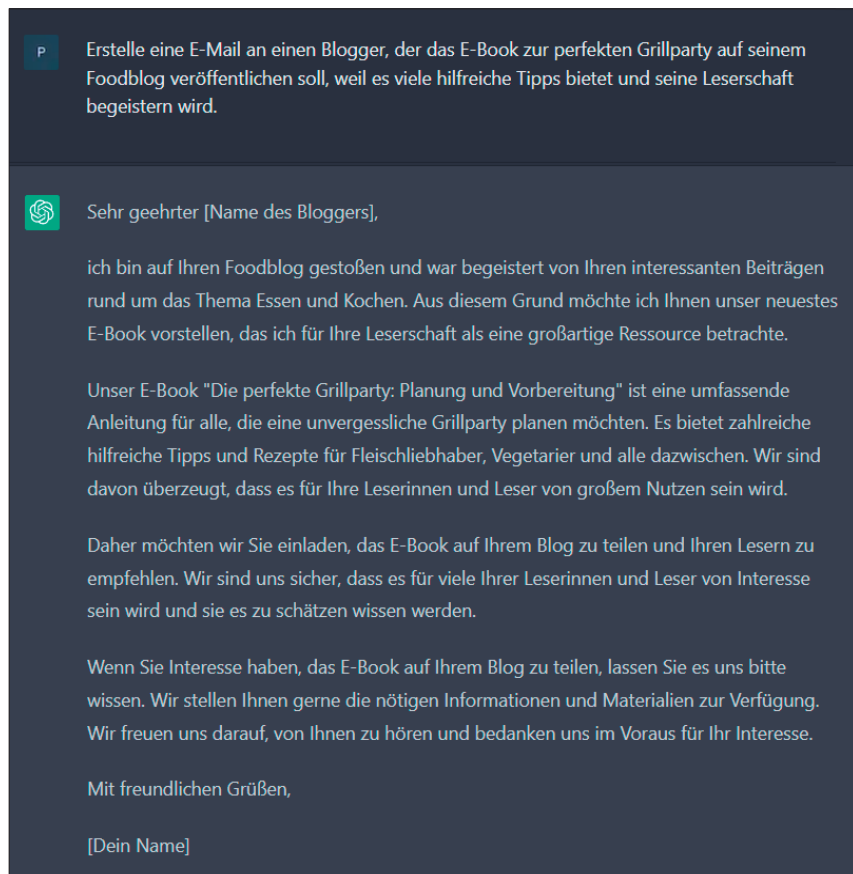 P
Erstelle eine E-Mail an einen Blogger, der das E-Book zur perfekten Grillparty auf seinem
Foodblog veröffentlichen soll, weil es viele hilfreiche Tipps bietet und seine Leserschaft
begeistern wird.
Sehr geehrter [Name des Bloggers],
ich bin auf Ihren Foodblog gestoßen und war begeistert von Ihren interessanten Beiträgen
rund um das Thema Essen und Kochen. Aus diesem Grund möchte ich Ihnen unser neuestes
E-Book vorstellen, das ich für Ihre Leserschaft als eine großartige Ressource betrachte.
Unser E-Book "Die perfekte Grillparty: Planung und Vorbereitung" ist eine umfassende
Anleitung für alle, die eine unvergessliche Grillparty planen möchten. Es bietet zahlreiche
hilfreiche Tipps und Rezepte für Fleischliebhaber, Vegetarier und alle dazwischen. Wir sind
davon überzeugt, dass es für Ihre Leserinnen und Leser von großem Nutzen sein wird.
Daher möchten wir Sie einladen, das E-Book auf Ihrem Blog zu teilen und Ihren Lesern zu
empfehlen. Wir sind uns sicher, dass es für viele Ihrer Leserinnen und Leser von Interesse
sein wird und sie es zu schätzen wissen werden.
Wenn Sie Interesse haben, das E-Book auf Ihrem Blog zu teilen, lassen Sie es uns bitte
wissen. Wir stellen Ihnen gerne die nötigen Informationen und Materialien zur Verfügung.
Wir freuen uns darauf, von Ihnen zu hören und bedanken uns im Voraus für Ihr Interesse.
Mit freundlichen Grüßen,
[Dein Name]